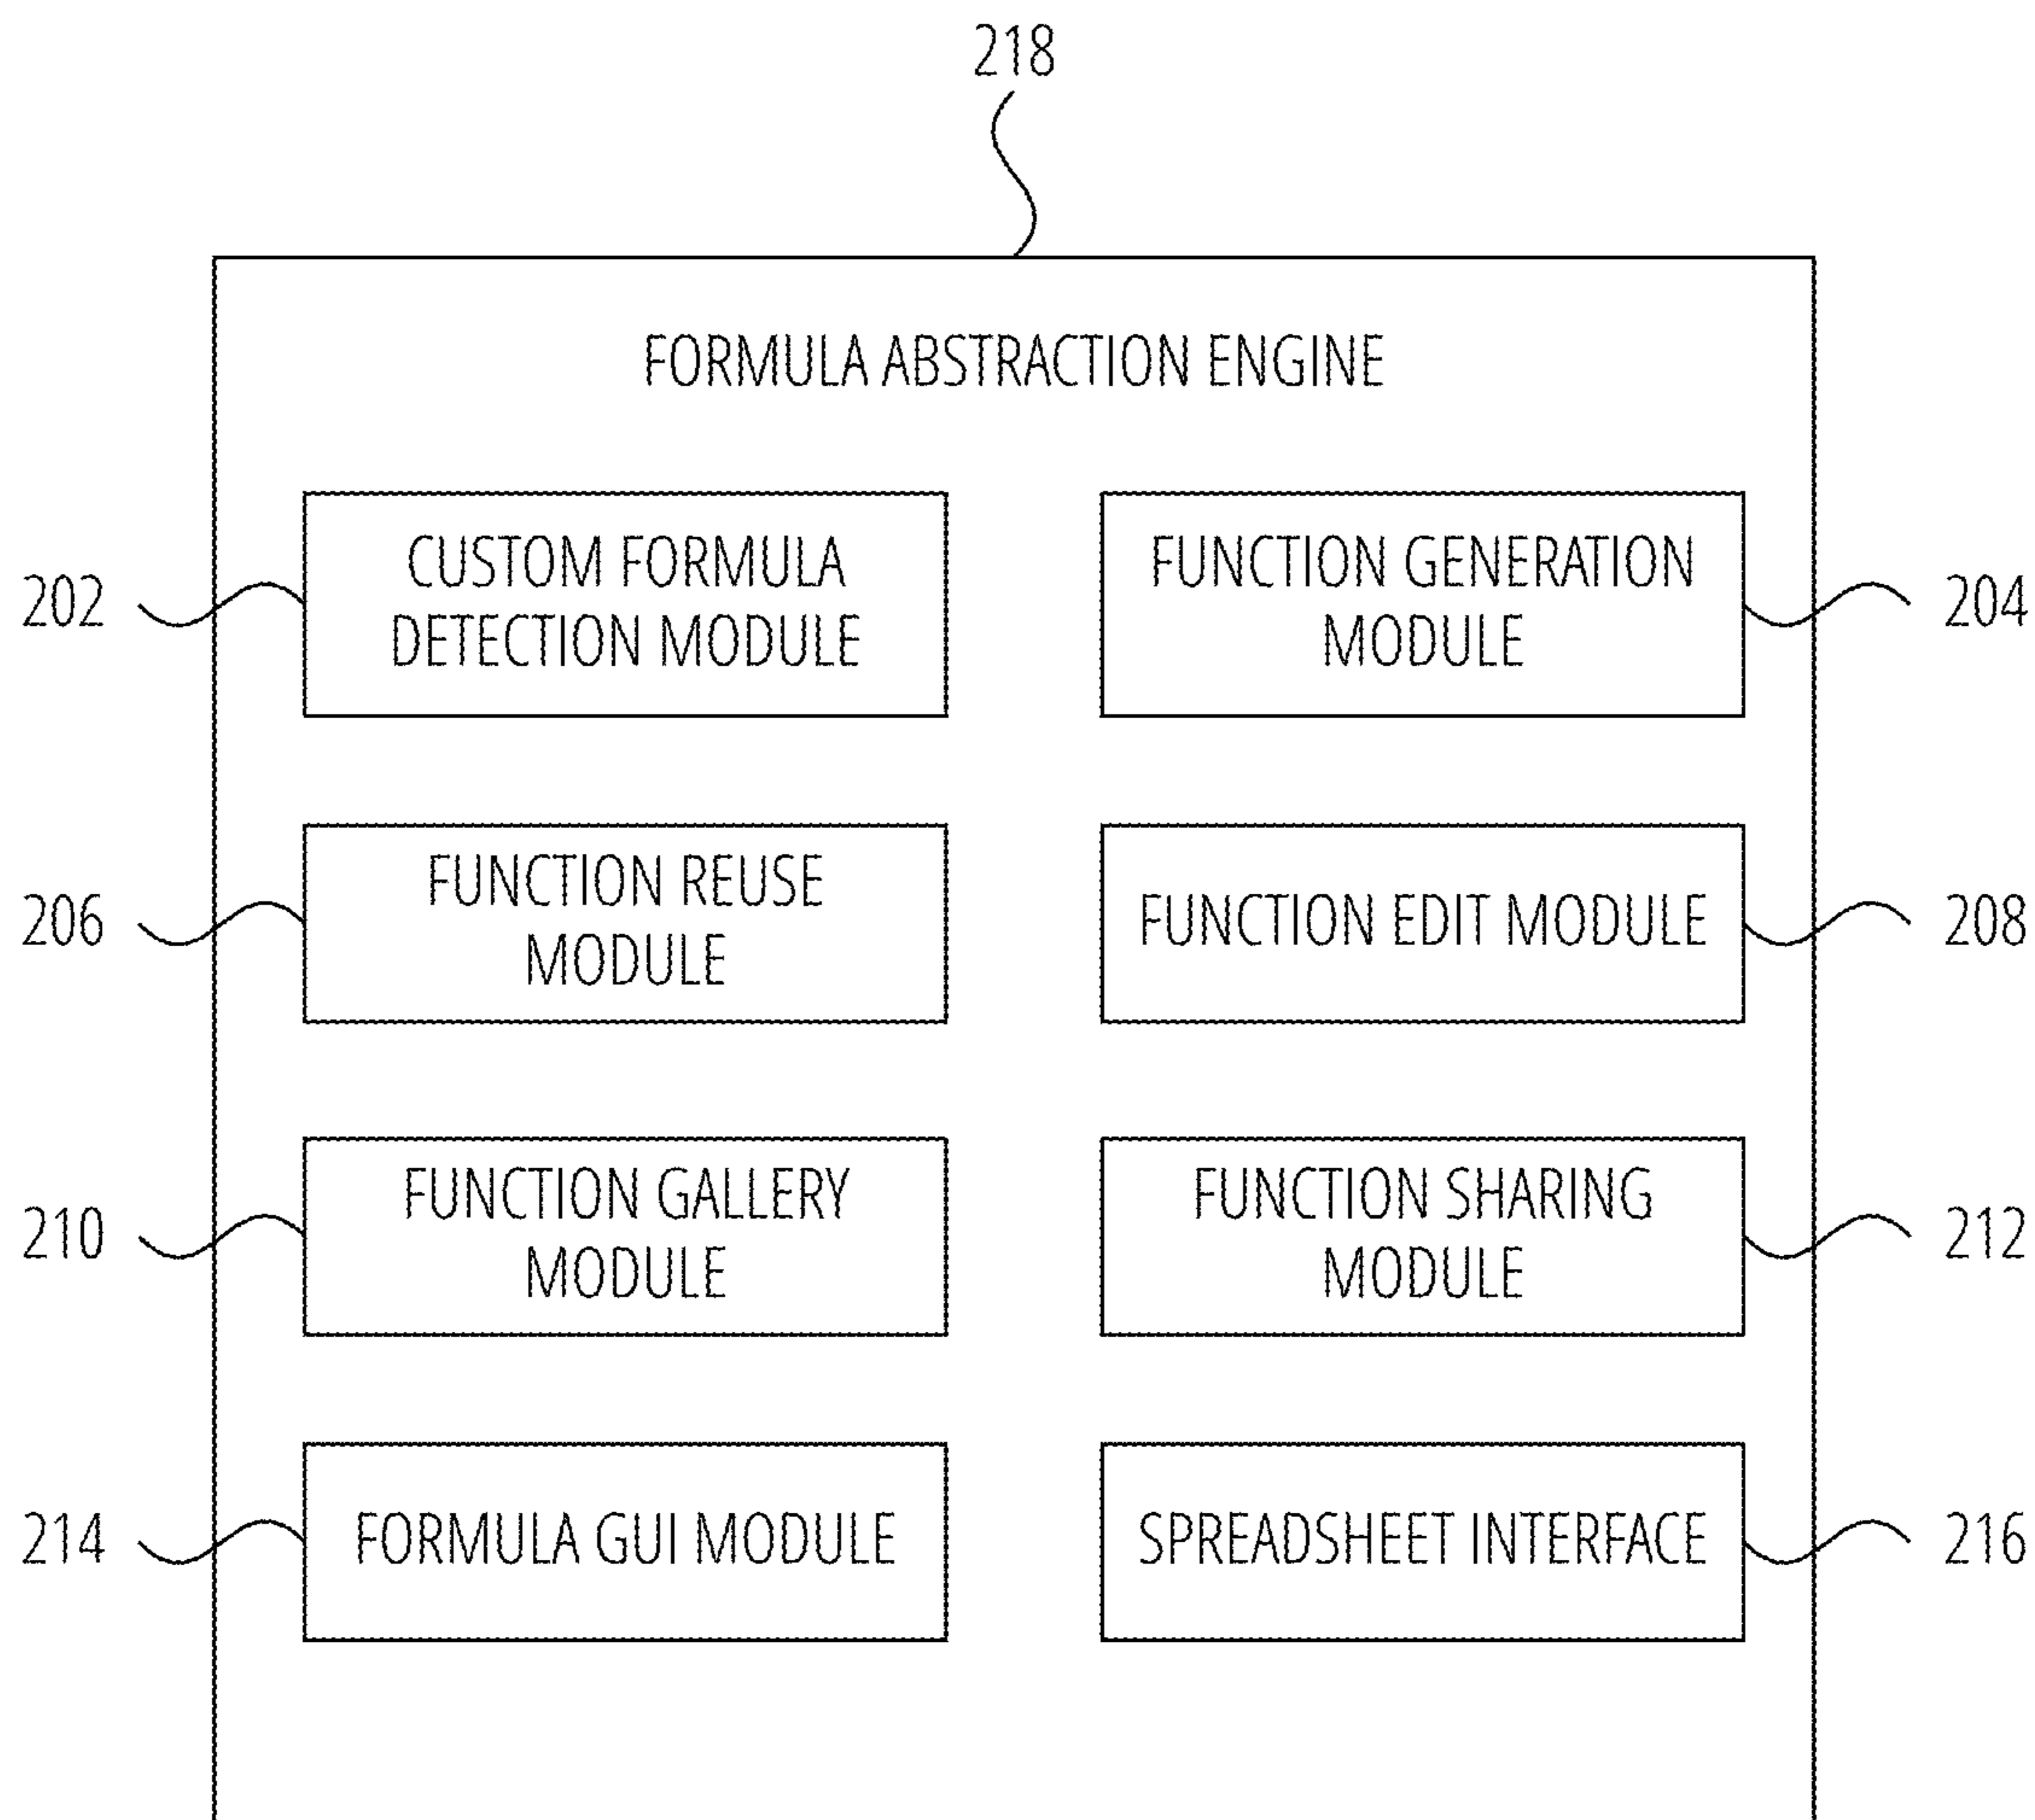 218
FORMULA ABSTRACTION ENGINE
202
CUSTOM FORMULA
DETECTION MODULE
FUNCTION GENERATION
MODULE
204
206
FUNCTION REUSE
MODULE
FUNCTION EDIT MODULE
208
210
FUNCTION GALLERY
MODULE
FUNCTION SHARING
MODULE
212
214
FORMULA GUI MODULE
SPREADSHEET INTERFACE
216